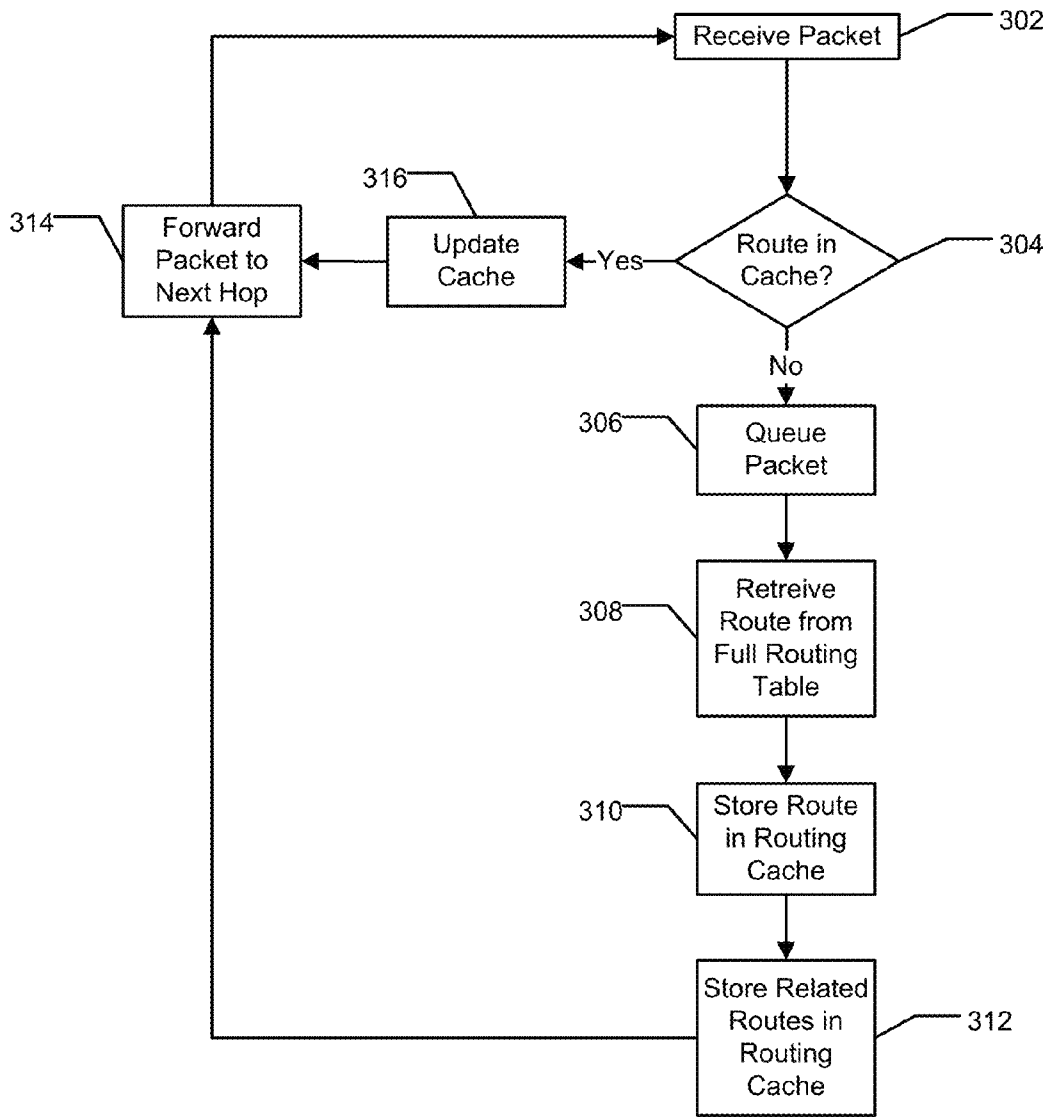 Receive Packet
302
316
314
Forward
Packet to
Next Hop
Update
Cache
Yes
Route in
Cache?
304
No
306
Queue
Packet
308
Retreive
Route from
Full Routing
Table
310
Store Route
in Routing
Cache
Store Related
Routes in
Routing
Cache
312